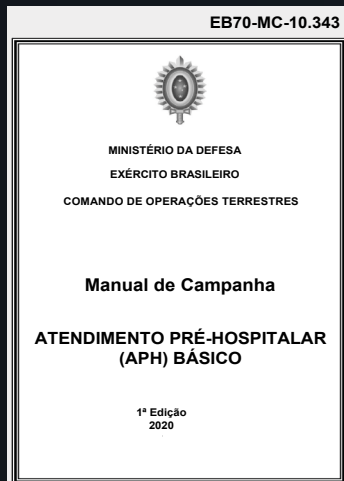 EB70-MC-10.343
MINISTÉRIO DA DEFESA
EXÉRCITO BRASILEIRO
COMANDO DE OPERAÇÕES TERRESTRES
Manual de Campanha
ATENDIMENTO PRÉ-HOSPITALAR
(APH) BÁSICO
1ª Edição
2020